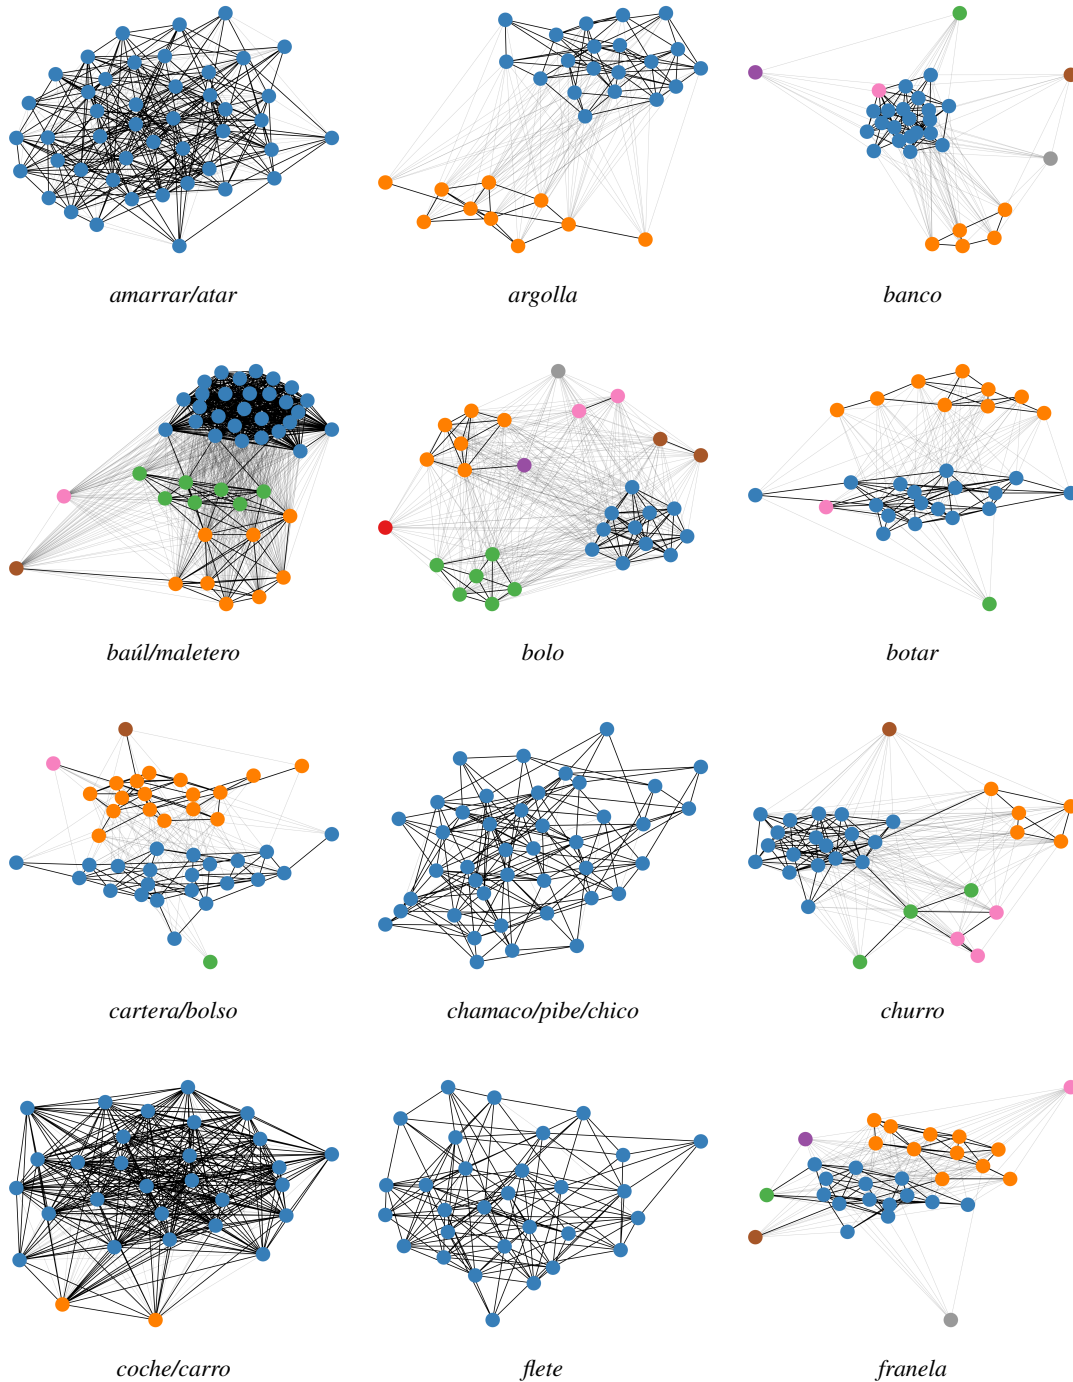 amarrar/atar
argolla
banco
baúl/maletero
bolo
botar
cartera/bolso
chamaco/pibe/chico
churro
coche/carro
flete
franela